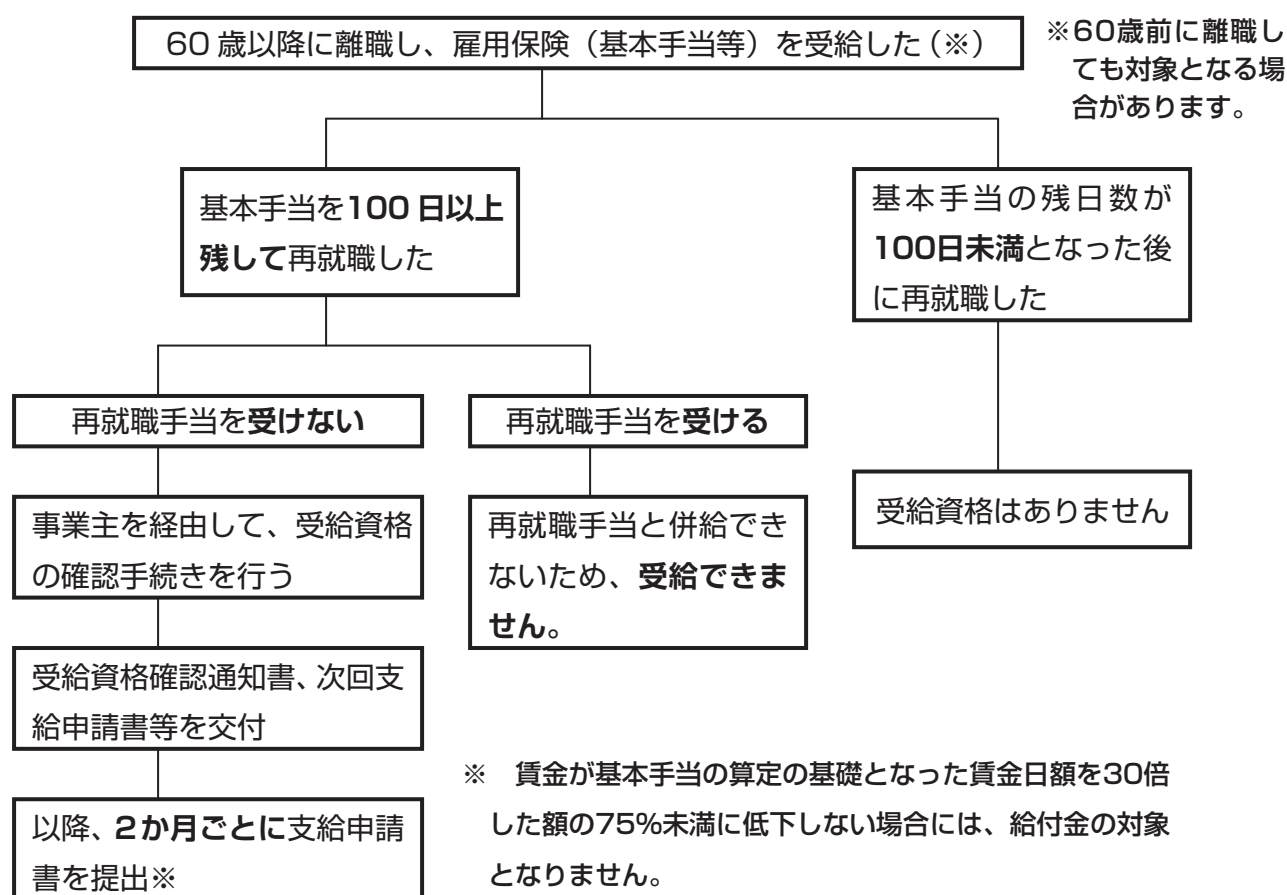 60歳以降に離職し、雇用保険（基本手当等）を受給した（※）
※60歳前に離職し
ても対象となる場
合があります。
基本手当を100日以上
残して再就職した
基本手当の残日数が
100日未満となった後
に再就職した
再就職手当を受けない
再就職手当を受ける
事業主を経由して、受給資格
の確認手続きを行う
再就職手当と併給でき
ないため、受給できま
せん。
受給資格はありません
受給資格確認通知書、次回支
給申請書等を交付
以降、2か月ごとに支給申請
書を提出※
※　賃金が基本手当の算定の基礎となった賃金日額を30倍
した額の75%未満に低下しない場合には、給付金の対象
となりません。